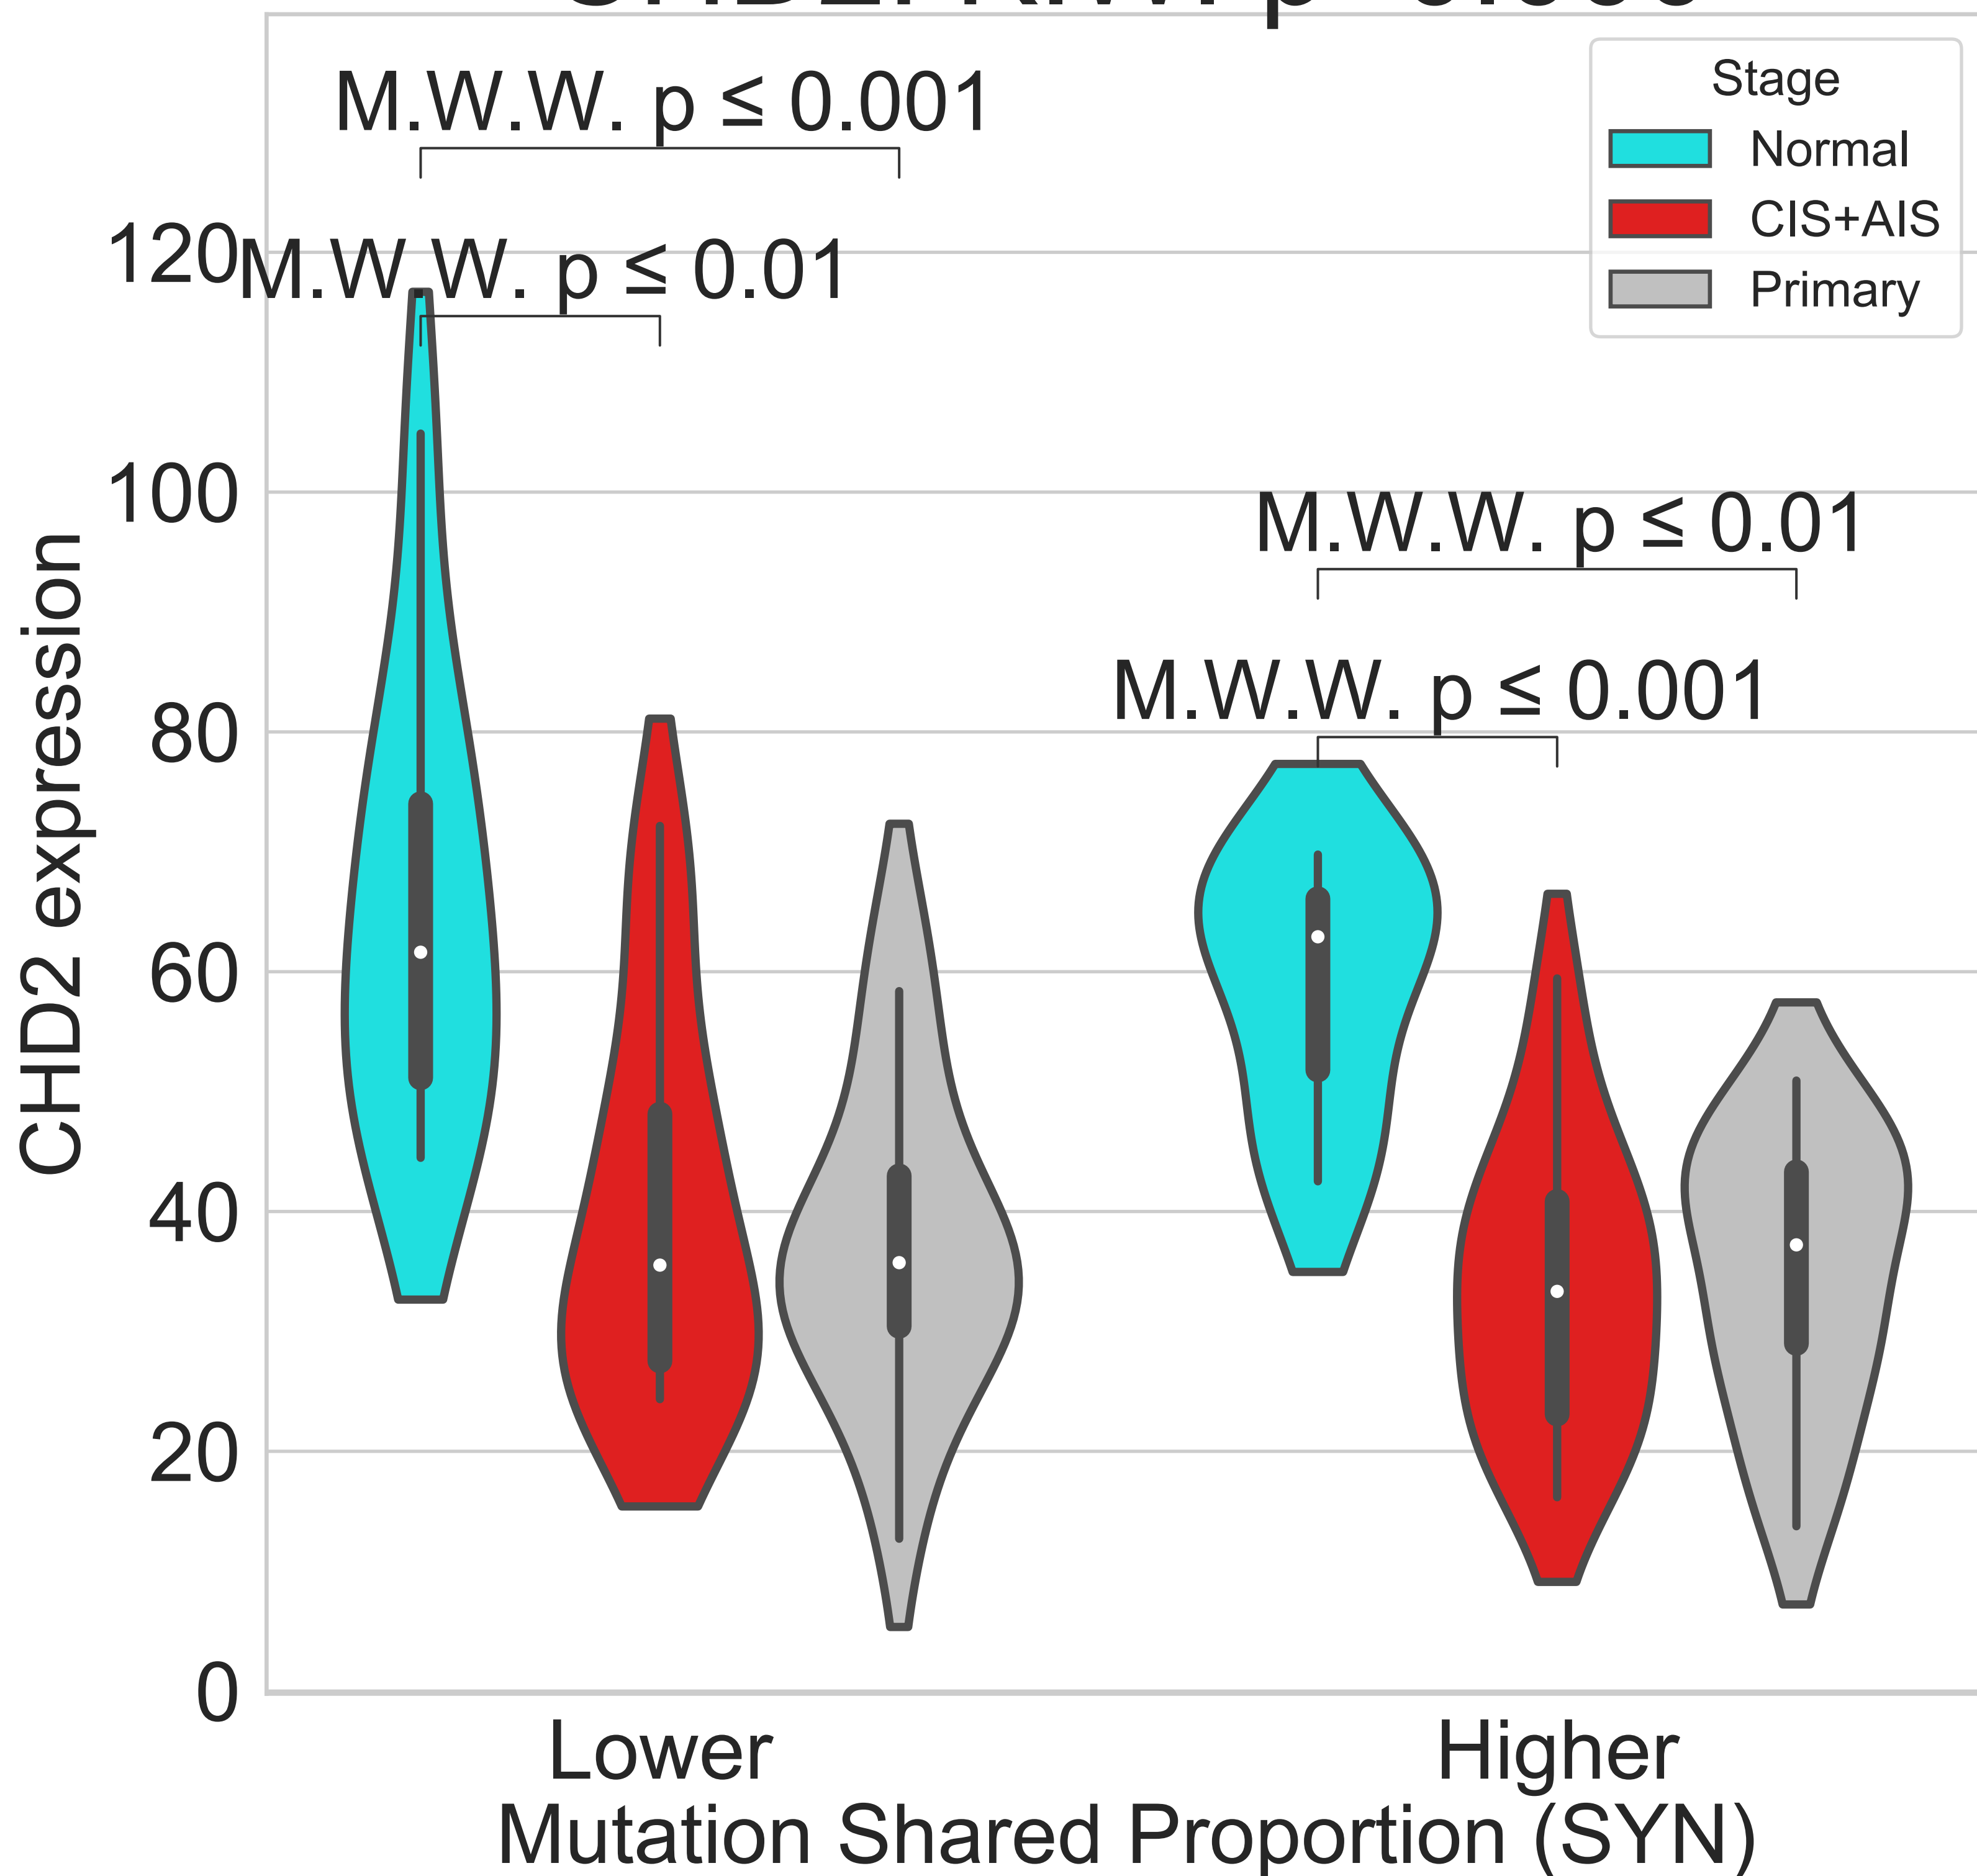 M.W.W. p ≤ 0.001
M.W.W. p ≤ 0.01
M.W.W. p ≤ 0.01
M.W.W. p ≤ 0.001
Stage
Normal
CIS+AIS
Primary
120
100
80
60
40
20
0
CHD2 expression
Lower
Higher
Mutation Shared Proportion (SYN)